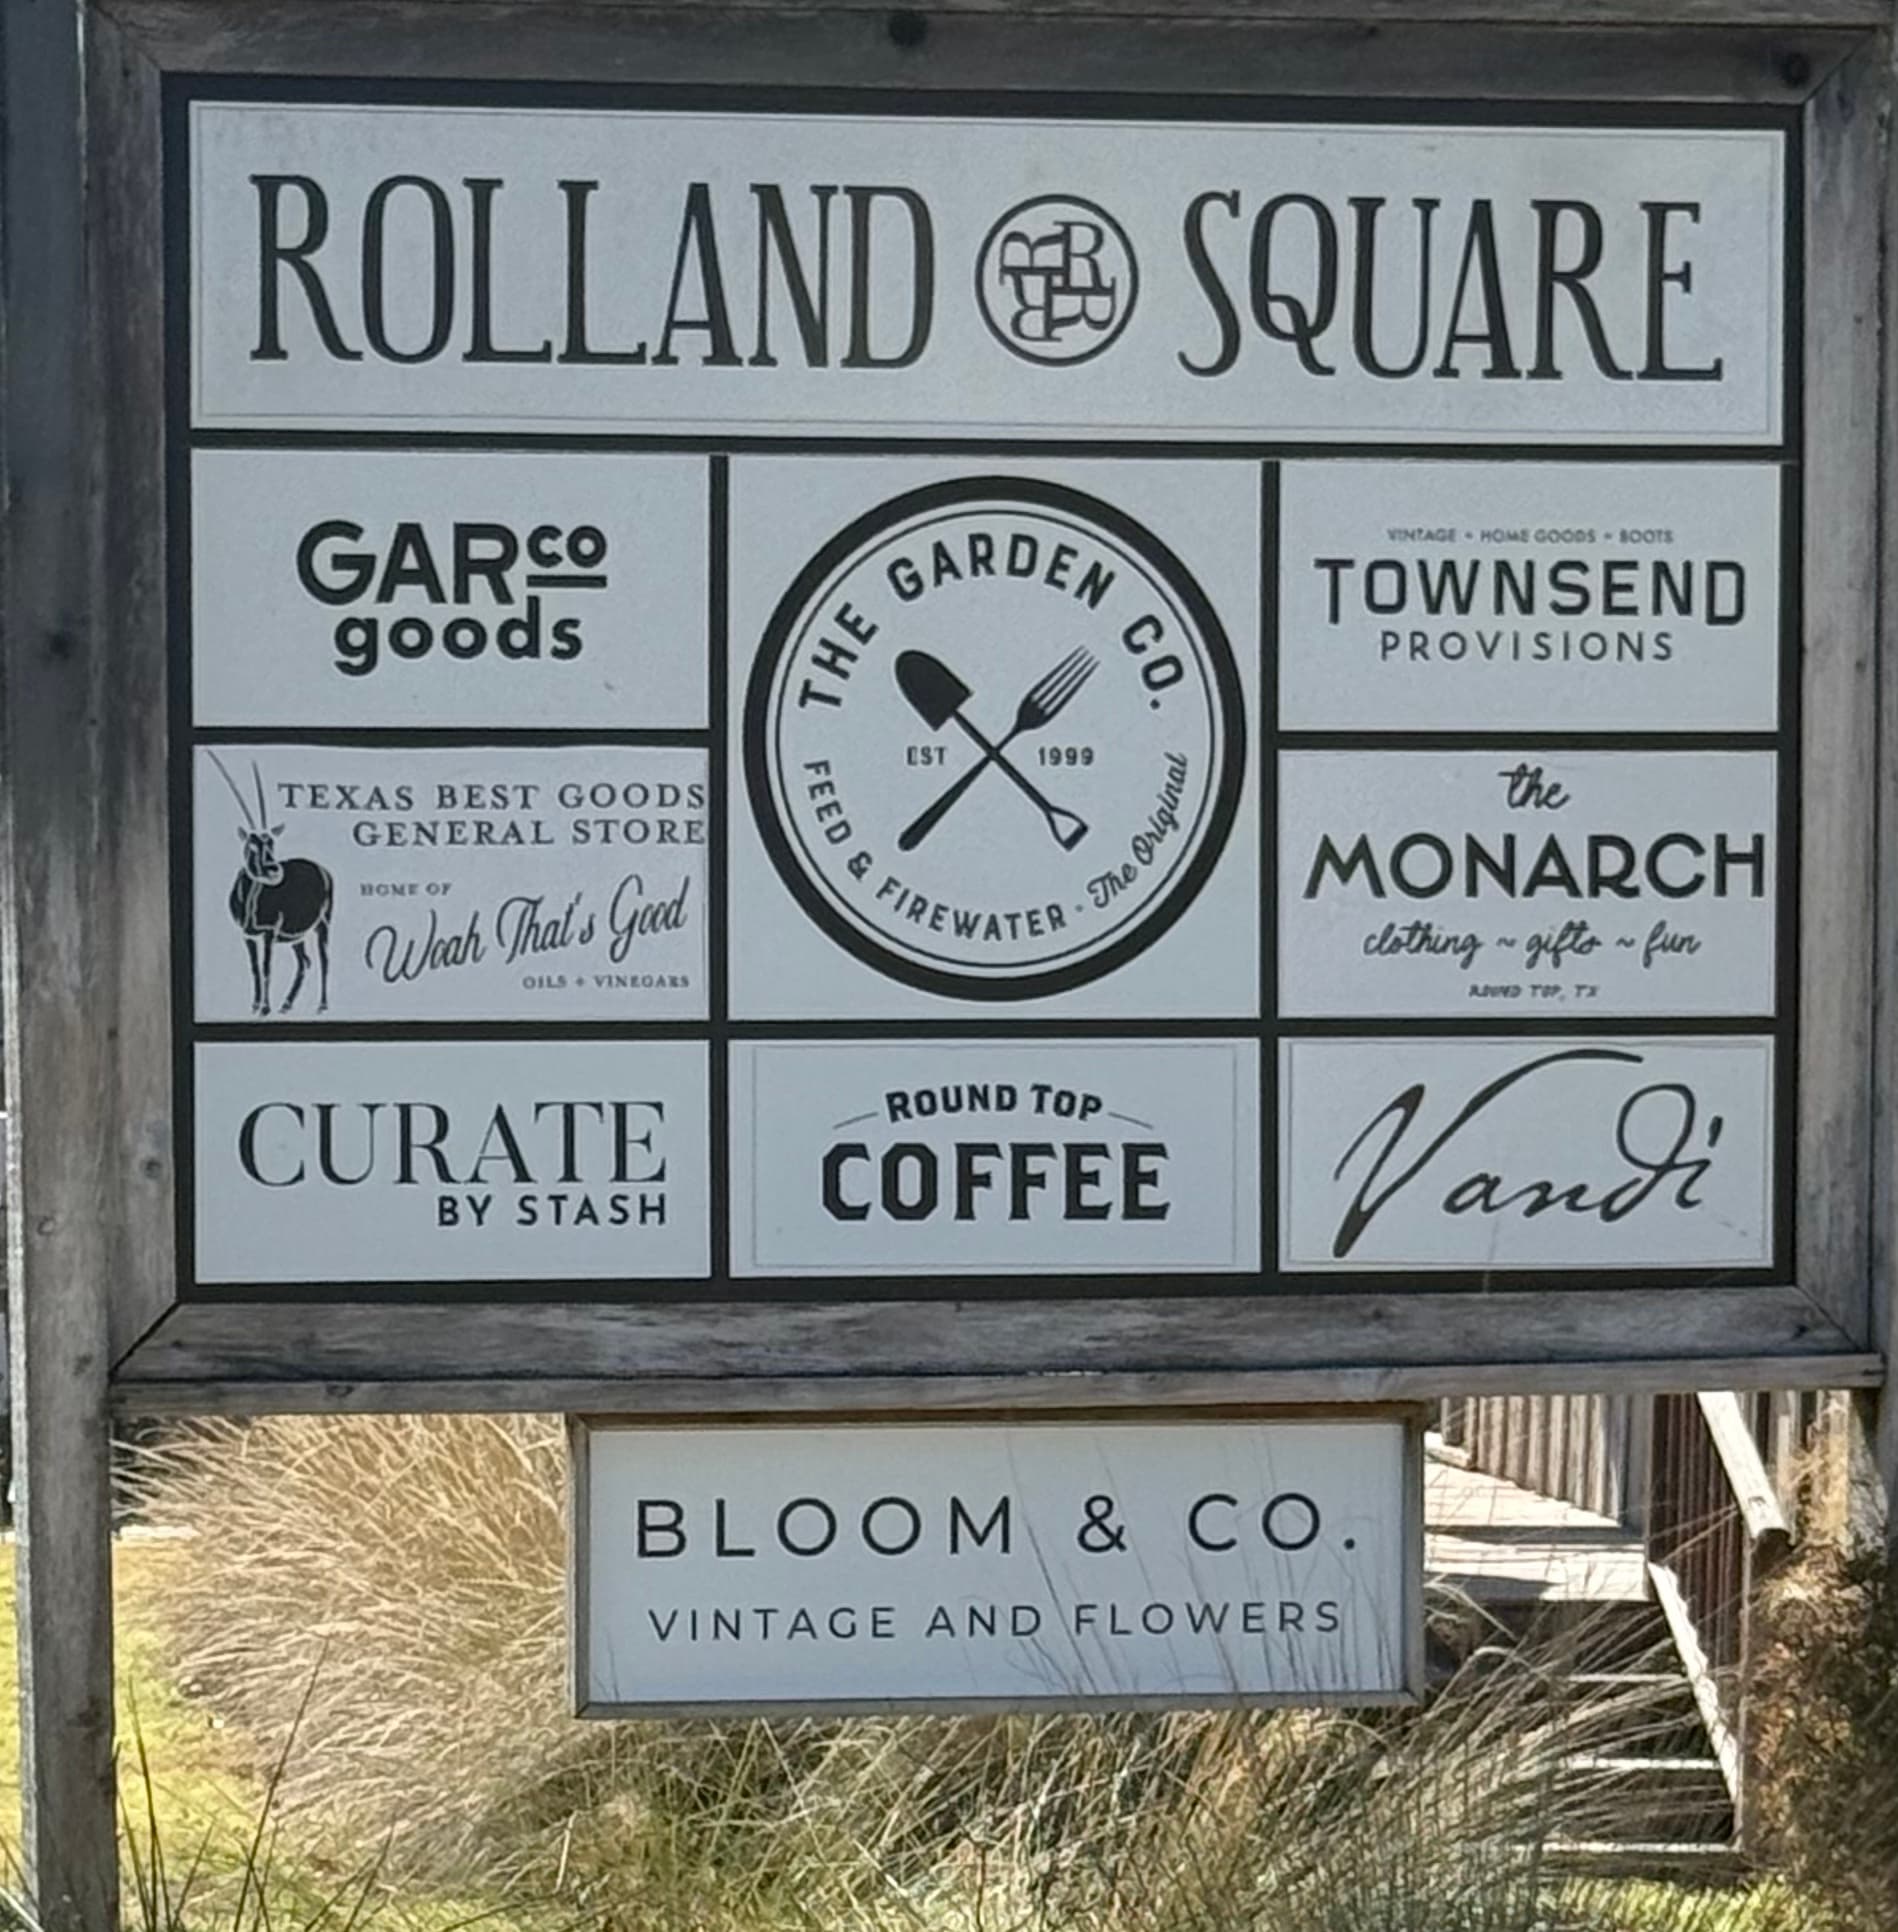 ROLLAND SQUARE
GARco
goods
THE GARDEN CO.
EST 1999
FEED & FIREWATER • The Original
VINTAGE • HOME GOODS • BOOTS
TOWNSEND
PROVISIONS
TEXAS BEST GOODS
GENERAL STORE
HOME OF
Woah That's Good
OILS + VINEGARS
the
MONARCH
clothing ~ gifts ~ fun
ROUND TOP, TX
CURATE
BY STASH
ROUND TOP
COFFEE
Vandi
BLOOM & CO.
VINTAGE AND FLOWERS